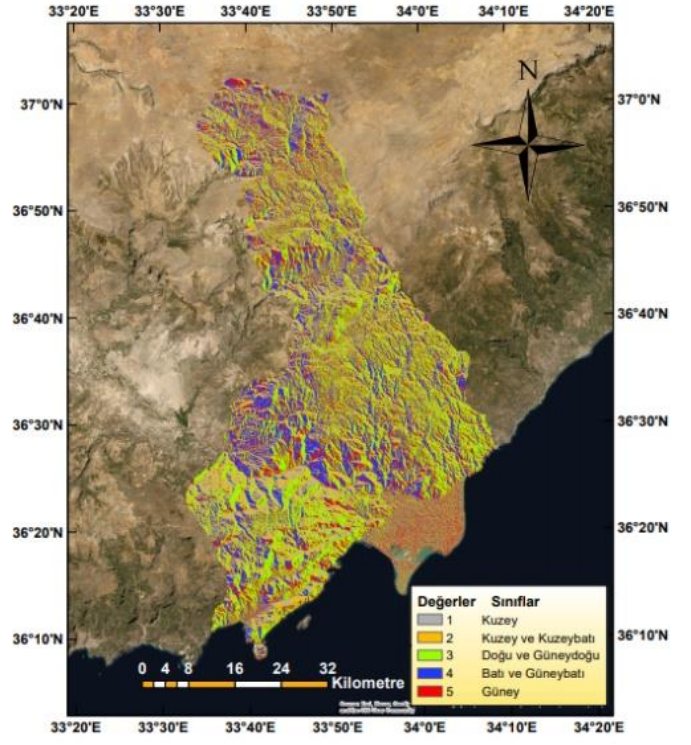 33°20'E 33°30'E 33°40'E 33°50'E 34°0'E 34°10'E 34°20'E
N
37°0'N 37°0'N
36°50'N 36°50'N
36°40'N 36°40'N
36°30'N 36°30'N
36°20'N 36°20'N
36°10'N 36°10'N
Değerler Sınıflar
1 Kuzey
2 Kuzey ve Kuzeybatı
3 Doğu ve Güneydoğu
4 Batı ve Güneybatı
5 Güney
0 4 8 16 24 32
Kilometre
33°20'E 33°30'E 33°40'E 33°50'E 34°0'E 34°10'E 34°20'E